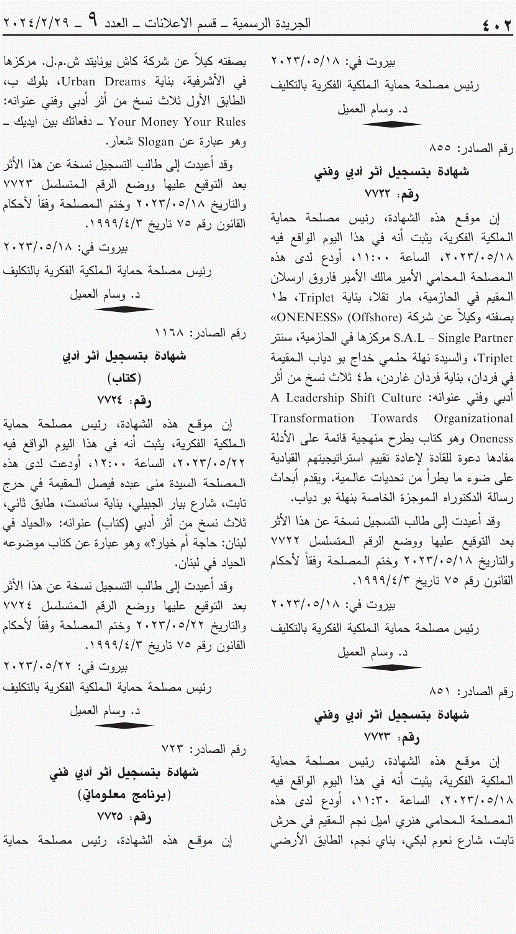 ٤٠٢ الجريدة الرسمية ــ قسم الاعلانات ــ العدد ٩ ــ ٢٠٢٤/٢/٢٩
بيروت في: ٢٠٢٣/٠٥/١٨
رئيس مصلحة حماية الملكية الفكرية بالتكليف
د. وسام العميل
رقم الصادر: ٨٥٥
شهادة بتسجيل أثر أدبي وفني
رقم: ٧٧٢٢
إن موقع هذه الشهادة، رئيس مصلحة حماية
الملكية الفكرية، يثبت أنه في هذا اليوم الواقع فيه
٢٠٢٣/٠٥/١٨، الساعة ١١:٠٠، أودع لدى هذه
المصلحة المحامي الأمير مالك الأمير فاروق ارسلان
المقيم في الحازمية، مار تقلا، بناية Triplet، ط١
بصفته وكيلاً عن شركة ONENESS» (Offshore)»
S.A.L – Single Partner مركزها في الحازمية، سنتر
Triplet، والسيدة نهلة حلمي خداج بو دياب المقيمة
في فردان، بناية فردان غاردن، ط٤ ثلاث نسخ من أثر
أدبي وفني عنوانه: A Leadership Shift Culture
Transformation Towards Organizational
Oneness وهو كتاب يطرح منهجية قائمة على الأدلة
مفادها دعوة للقادة لإعادة تقييم استراتيجيتهم القيادية
على ضوء ما يطرأ من تحديات عالمية. ويقدم أبحاث
رسالة الدكتوراه الموجزة الخاصة بنهلة بو دياب.
وقد أعيدت إلى طالب التسجيل نسخة عن هذا الأثر
بعد التوقيع عليها ووضع الرقم المتسلسل ٧٧٢٢
والتاريخ ٢٠٢٣/٠٥/١٨ وختم المصلحة وفقاً لأحكام
القانون رقم ٧٥ تاريخ ١٩٩٩/٤/٣.
بيروت في: ٢٠٢٣/٠٥/١٨
رئيس مصلحة حماية الملكية الفكرية بالتكليف
د. وسام العميل
رقم الصادر: ٨٥١
شهادة بتسجيل أثر أدبي وفني
رقم: ٧٧٢٣
إن موقع هذه الشهادة، رئيس مصلحة حماية
الملكية الفكرية، يثبت أنه في هذا اليوم الواقع فيه
٢٠٢٣/٠٥/١٨، الساعة ١١:٣٠، أودع لدى هذه
المصلحة المحامي هنري اميل نجم المقيم في حرش
تابت، شارع نعوم لبكي، بناي نجم، الطابق الأرضي
بصفته كيلاً عن شركة كاش يونايتد ش.م.ل. مركزها
في الأشرفية، بناية Urban Dreams، بلوك ب،
الطابق الأول ثلاث نسخ من أثر أدبي وفني عنوانه:
Your Money Your Rules ــ دفعاتك بين ايديك ــ
وهو عبارة عن Slogan شعار.
وقد أعيدت إلى طالب التسجيل نسخة عن هذا الأثر
بعد التوقيع عليها ووضع الرقم المتسلسل ٧٧٢٣
والتاريخ ٢٠٢٣/٠٥/١٨ وختم المصلحة وفقاً لأحكام
القانون رقم ٧٥ تاريخ ١٩٩٩/٤/٣.
بيروت في: ٢٠٢٣/٠٥/١٨
رئيس مصلحة حماية الملكية الفكرية بالتكليف
د. وسام العميل
رقم الصادر: ١١٦٨
شهادة بتسجيل أثر أدبي
(كتاب)
رقم: ٧٧٢٤
إن موقع هذه الشهادة، رئيس مصلحة حماية
الملكية الفكرية، يثبت أنه في هذا اليوم الواقع فيه
٢٠٢٣/٠٥/٢٢، الساعة ١٢:٠٠، أودعت لدى هذه
المصلحة السيدة منى عبده فيصل المقيمة في حرج
تابت، شارع بيار الجبيلي، بناية سانست، طابق ثاني،
ثلاث نسخ من أثر أدبي (كتاب) عنوانه: «الحياد في
لبنان: حاجة أم خيار؟» وهو عبارة عن كتاب موضوعه
الحياد في لبنان.
وقد أعيدت إلى طالب التسجيل نسخة عن هذا الأثر
بعد التوقيع عليها ووضع الرقم المتسلسل ٧٧٢٤
والتاريخ ٢٠٢٣/٠٥/٢٢ وختم المصلحة وفقاً لأحكام
القانون رقم ٧٥ تاريخ ١٩٩٩/٤/٣.
بيروت في: ٢٠٢٣/٠٥/٢٢
رئيس مصلحة حماية الملكية الفكرية بالتكليف
د. وسام العميل
رقم الصادر: ٧٢٣
شهادة بتسجيل أثر أدبي فني
(برنامج معلوماتي)
رقم: ٧٧٢٥
إن موقع هذه الشهادة، رئيس مصلحة حماية